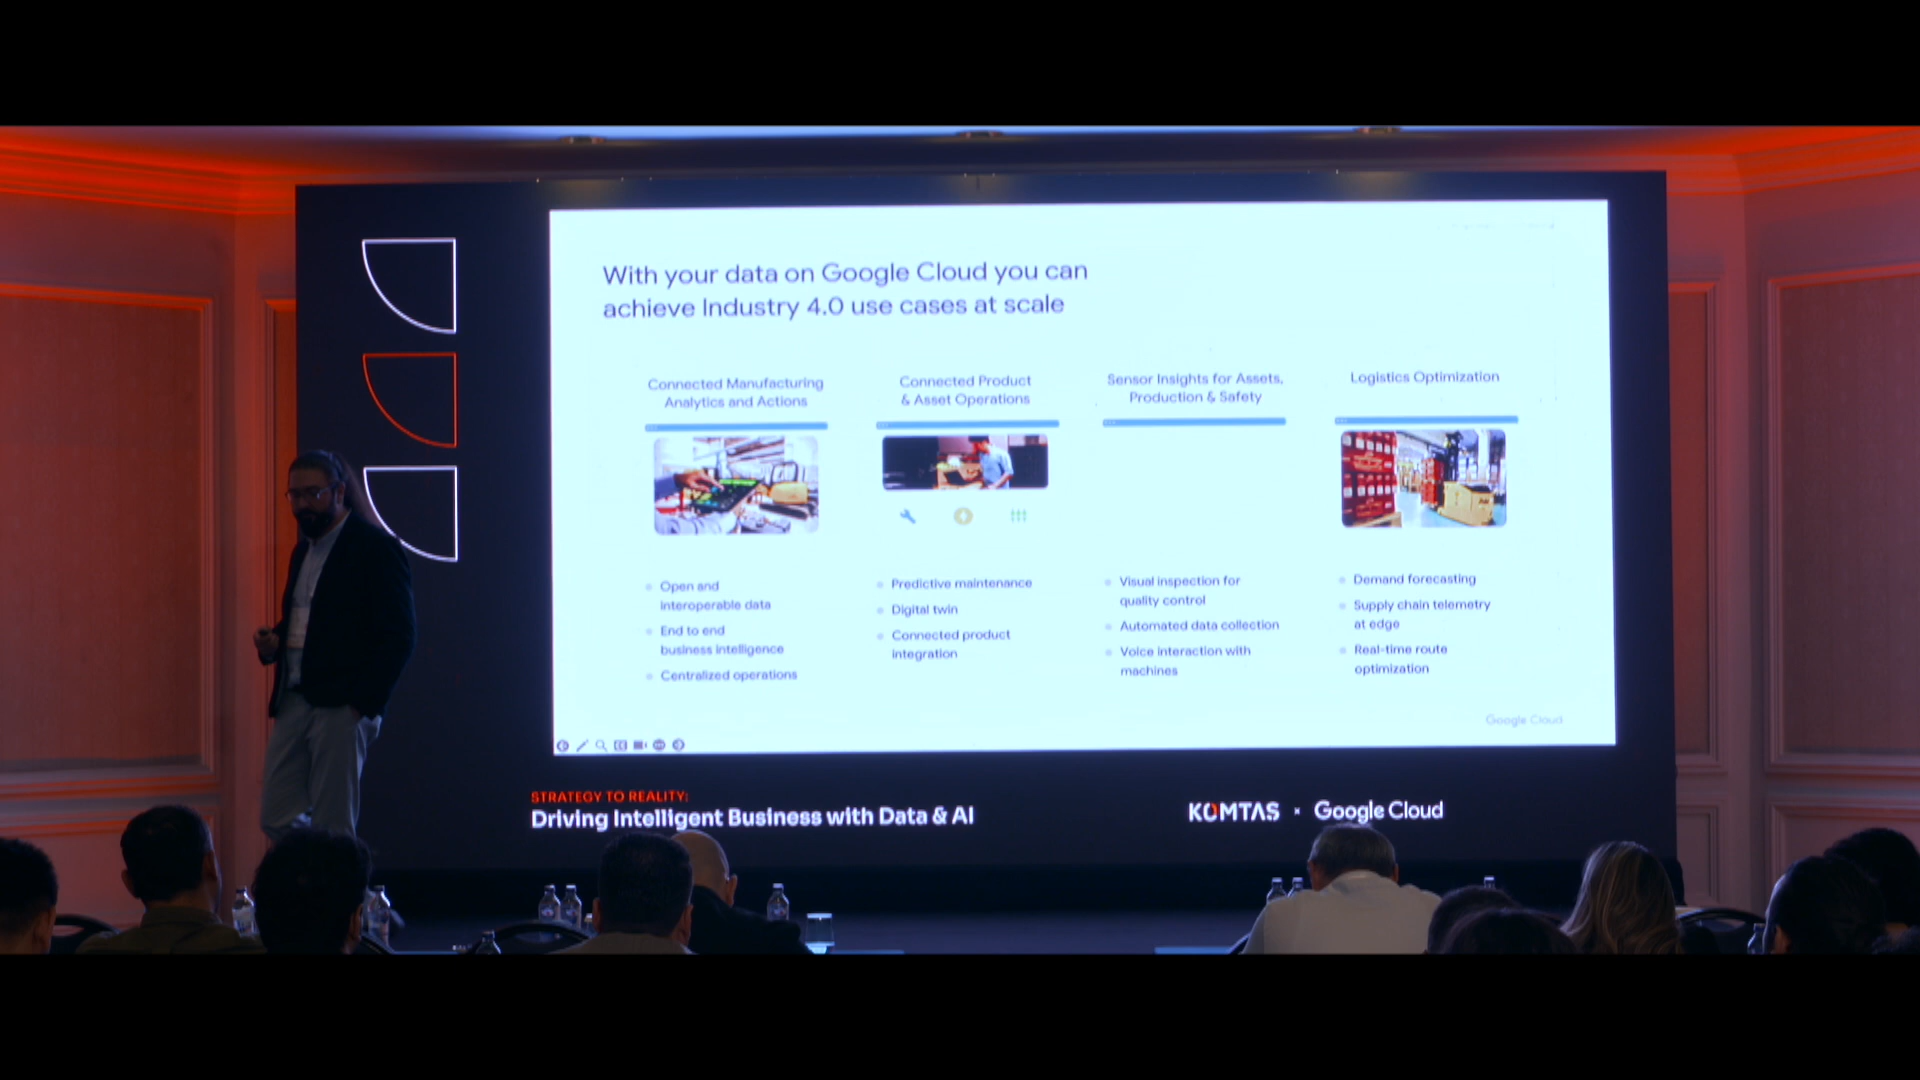 With your data on Google Cloud you can
achieve Industry 4.0 use cases at scale
Connected Manufacturing
Analytics and Actions
Open and
interoperable data
End to end
business intelligence
Centralized operations
Connected Product
& Asset Operations
Predictive maintenance
Digital twin
Connected product
integration
Sensor Insights for Assets,
Production & Safety
Visual inspection for
quality control
Automated data collection
Voice interaction with
machines
Logistics Optimization
Demand forecasting
Supply chain telemetry
at edge
Real-time route
optimization
Google Cloud
STRATEGY TO REALITY:
Driving Intelligent Business with Data & AI
KOMTAS × Google Cloud